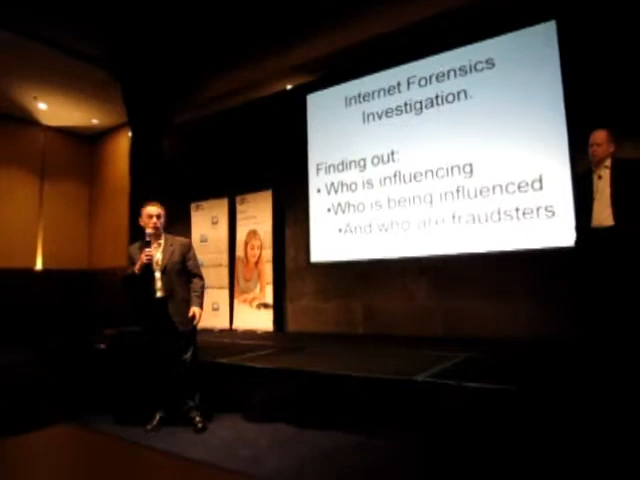 Internet Forensics
Investigation.
Finding out:
• Who is influencing
•Who is being influenced
•And who are fraudsters